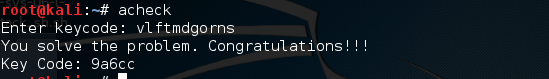 root@kali:~# acheck
Enter keycode: vlftmdgorns
You solve the problem. Congratulations!!!
Key Code: 9a6cc